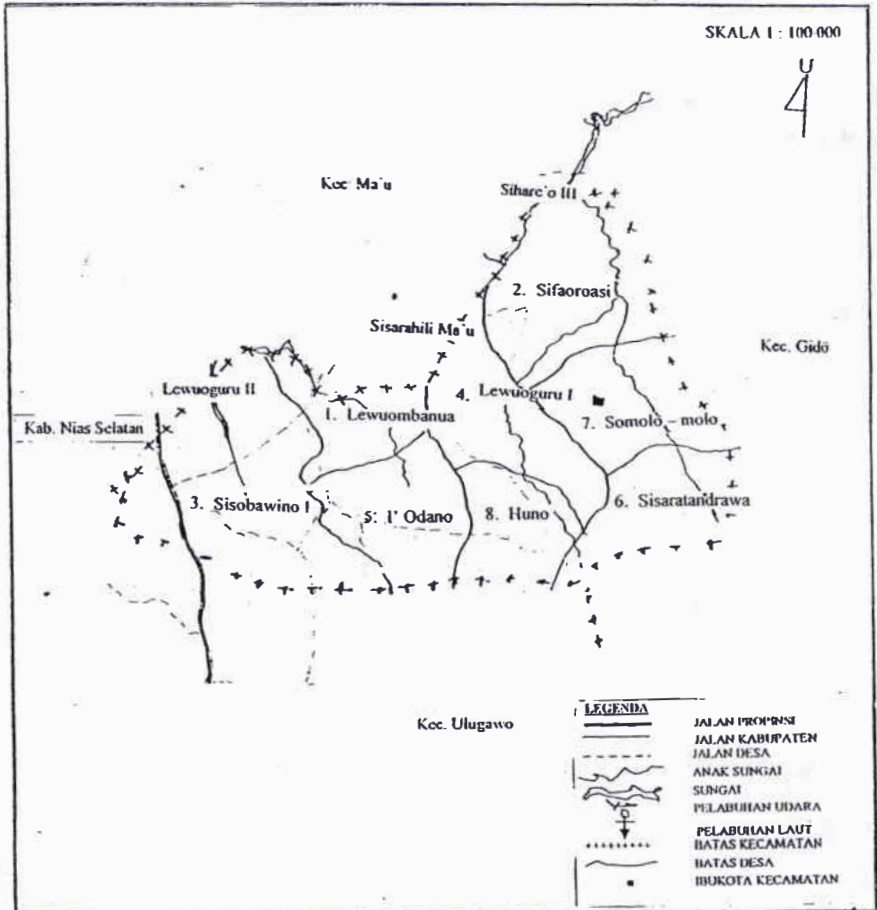 SKALA 1 : 100.000
U
Kec. Ma'u
Sihare'o III
2. Sifaoroasi
Sisarahili Ma'u
Kec. Gidö
Lewuoguru II
4. Lewuoguru I
1. Lewuombanua
7. Somolö – molo
Kab. Nias Selatan
3. Sisobawino I
5. I' Odano
8. Huno
6. Sisaratandrawa
Kec. Ulugawo
LEGENDA
JALAN PROPINSI
JALAN KABUPATEN
JALAN DESA
ANAK SUNGAI
SUNGAI
PELABUHAN UDARA
PELABUHAN LAUT
BATAS KECAMATAN
BATAS DESA
IBUKOTA KECAMATAN